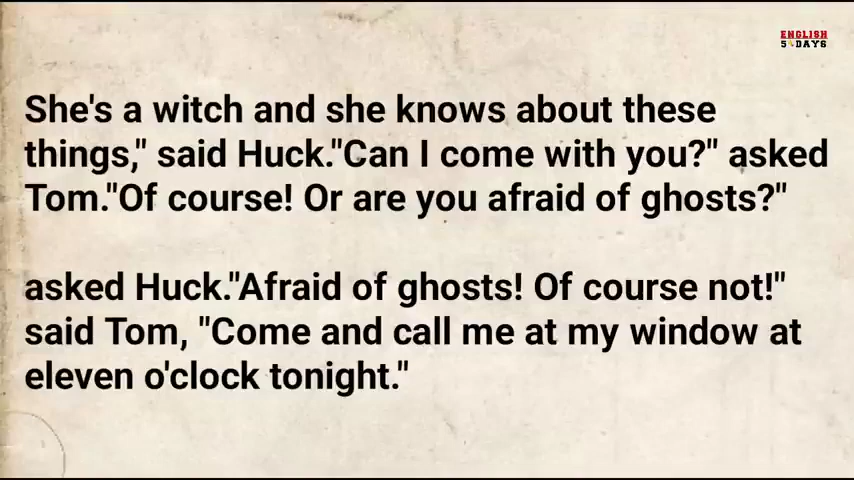 ENGLISH
5 DAYS
She's a witch and she knows about these
things," said Huck."Can I come with you?" asked
Tom."Of course! Or are you afraid of ghosts?"
asked Huck."Afraid of ghosts! Of course not!"
said Tom, "Come and call me at my window at
eleven o'clock tonight."